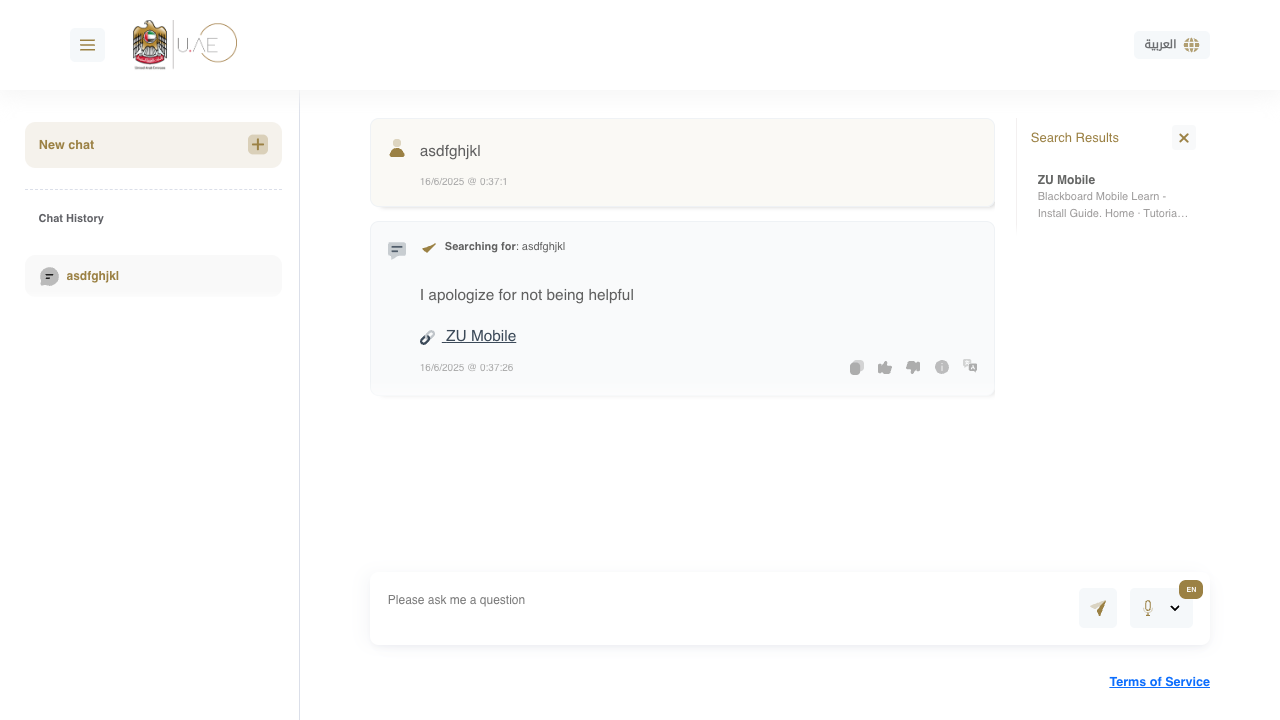 U.AE
العربية
New chat
Chat History
asdfghjkl
asdfghjkl
16/6/2025 @ 0:37:1
Searching for: asdfghjkl
I apologize for not being helpful
ZU Mobile
16/6/2025 @ 0:37:26
Search Results
ZU Mobile
Blackboard Mobile Learn -
Install Guide. Home · Tutoria...
Please ask me a question
EN
Terms of Service